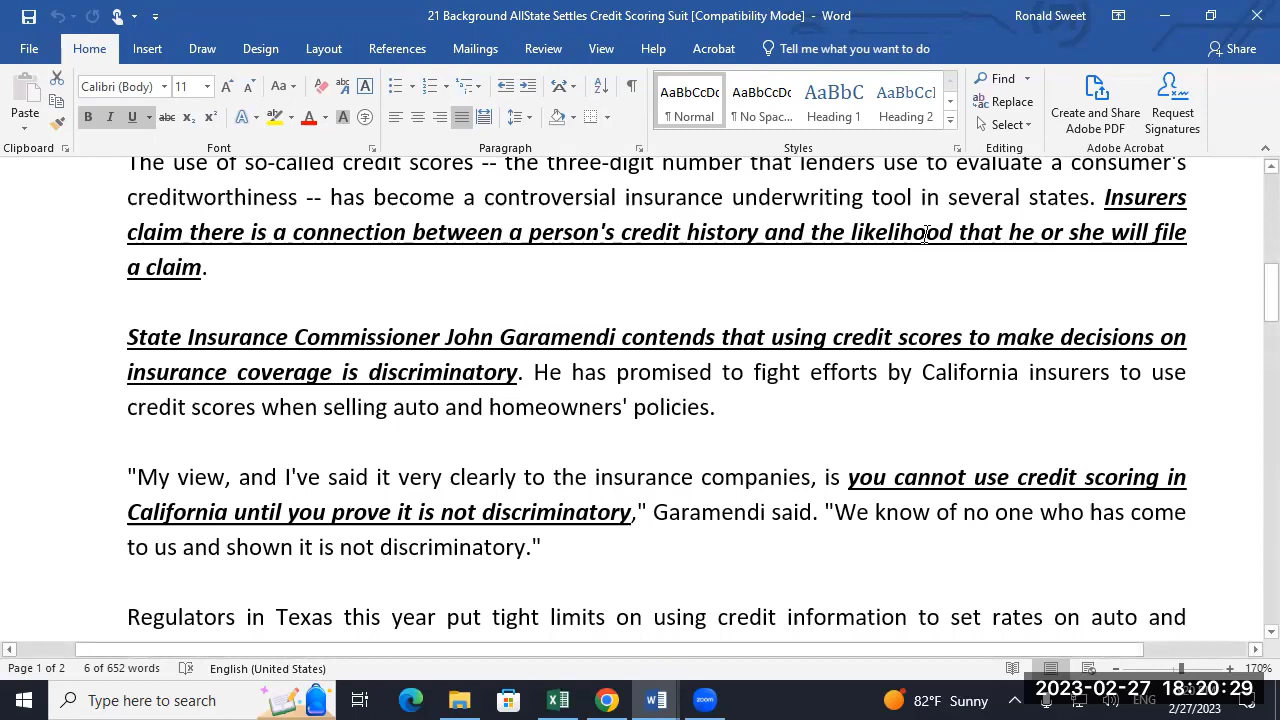 21 Background AllState Settles Credit Scoring Suit [Compatibility Mode] - Word
Ronald Sweet
File Home Insert Draw Design Layout References Mailings Review View Help Acrobat Tell me what you want to do Share
Paste
Clipboard
Calibri (Body) 11
Font
Paragraph
AaBbCcDc AaBbCcDc AaBbC AaBbCcI
¶ Normal ¶ No Spac... Heading 1 Heading 2
Styles
Find
Replace
Select
Editing
Create and Share
Adobe PDF
Request
Signatures
Adobe Acrobat
The use of so-called credit scores -- the three-digit number that lenders use to evaluate a consumer's
creditworthiness -- has become a controversial insurance underwriting tool in several states. Insurers
claim there is a connection between a person's credit history and the likelihood that he or she will file
a claim.
State Insurance Commissioner John Garamendi contends that using credit scores to make decisions on
insurance coverage is discriminatory. He has promised to fight efforts by California insurers to use
credit scores when selling auto and homeowners' policies.
"My view, and I've said it very clearly to the insurance companies, is you cannot use credit scoring in
California until you prove it is not discriminatory," Garamendi said. "We know of no one who has come
to us and shown it is not discriminatory."
Regulators in Texas this year put tight limits on using credit information to set rates on auto and
Page 1 of 2 6 of 652 words English (United States) 170%
Type here to search
82°F Sunny
ENG
2023-02-27 18:20:29
2/27/2023